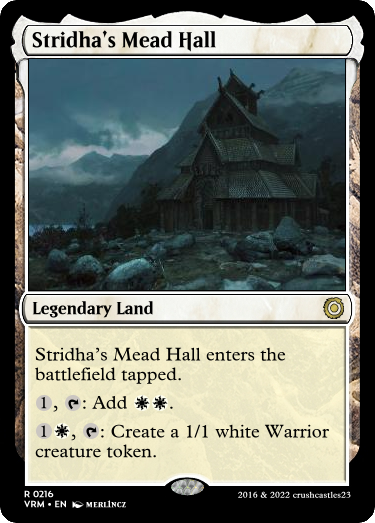 Stridha's Mead Hall
Legendary Land
Stridha's Mead Hall enters the
battlefield tapped.
1, : Add .
1, : Create a 1/1 white Warrior
creature token.
R 0216
VRM • EN MERLINCZ
2016 & 2022 crushcastles23